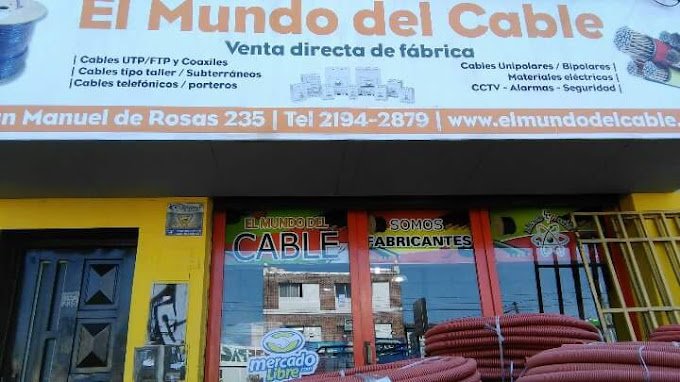 El Mundo del Cable
Venta directa de fábrica
| Cables UTP/FTP y Coaxiles
| Cables tipo taller / Subterráneos
| Cables telefónicos / porteros
Cables Unipolares / Bipolares |
Materiales eléctricos |
CCTV - Alarmas - Seguridad |
n Manuel de Rosas 235 | Tel 2194-2879 | www.elmundodelcable.
EL MUNDO DEL
CABLE
SOMOS
FABRICANTES
mercado
Libre